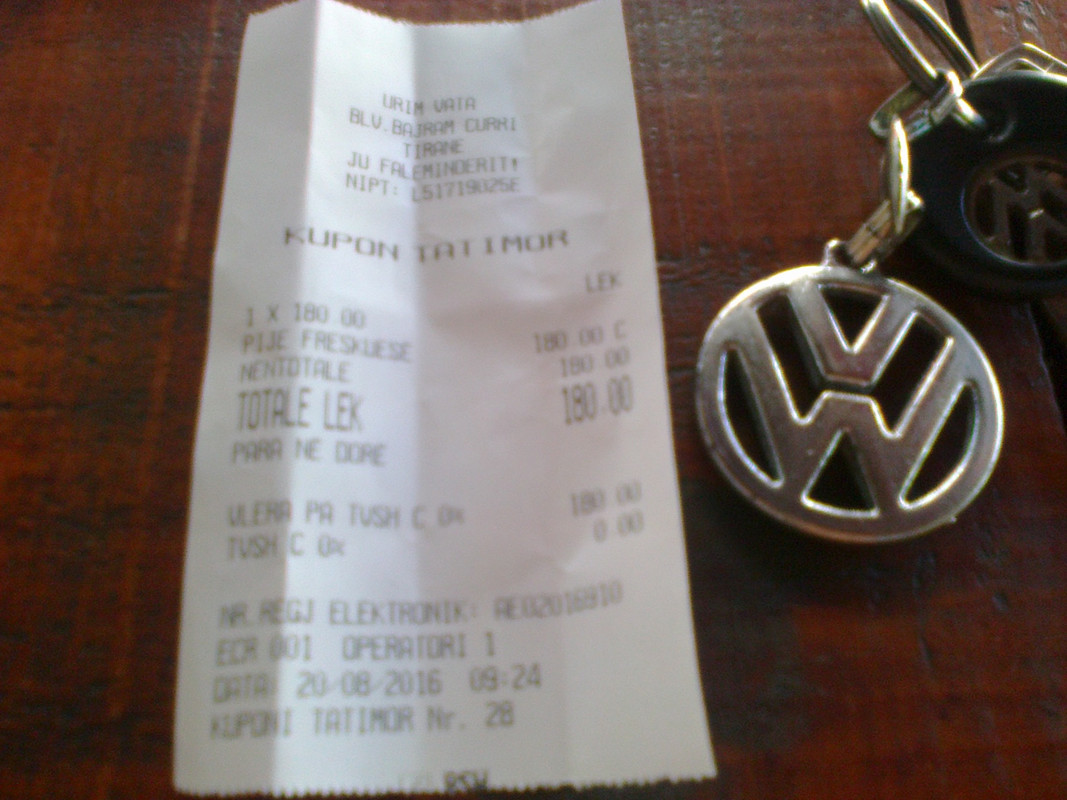 URIM VATA
BLV.BAJRAM CURRI
TIRANE
JU FALEMINDERIT!
NIPT: L51719025E
KUPON TATIMOR
LEK
1 X 180.00
PIJE FRESKUESE 180.00 C
NENTOTALE 180.00
TOTALE LEK 180.00
PARA NE DORE
VLERA PA TVSH C 0% 180.00
TVSH C 0% 0.00
NR.REGJ ELEKTRONIK: AE02016910
ECR 001 OPERATORI 1
DATA: 20/08/2016 09:24
KUPONI TATIMOR Nr. 28
VW